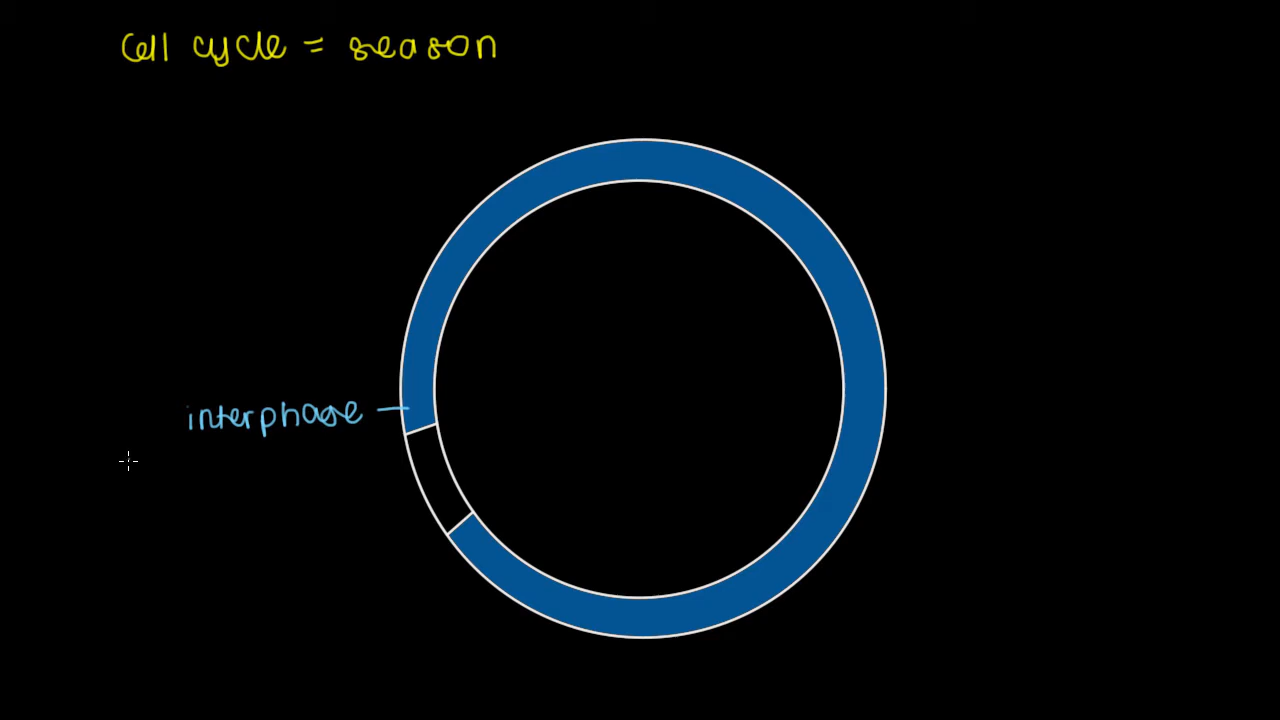 Cell cycle = season
interphase